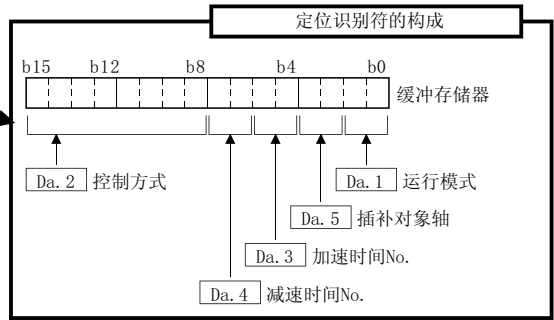 定位识别符的构成
b15 b12 b8 b4 b0
缓冲存储器
Da. 2 控制方式
Da. 1 运行模式
Da. 5 插补对象轴
Da. 3 加速时间No.
Da. 4 减速时间No.